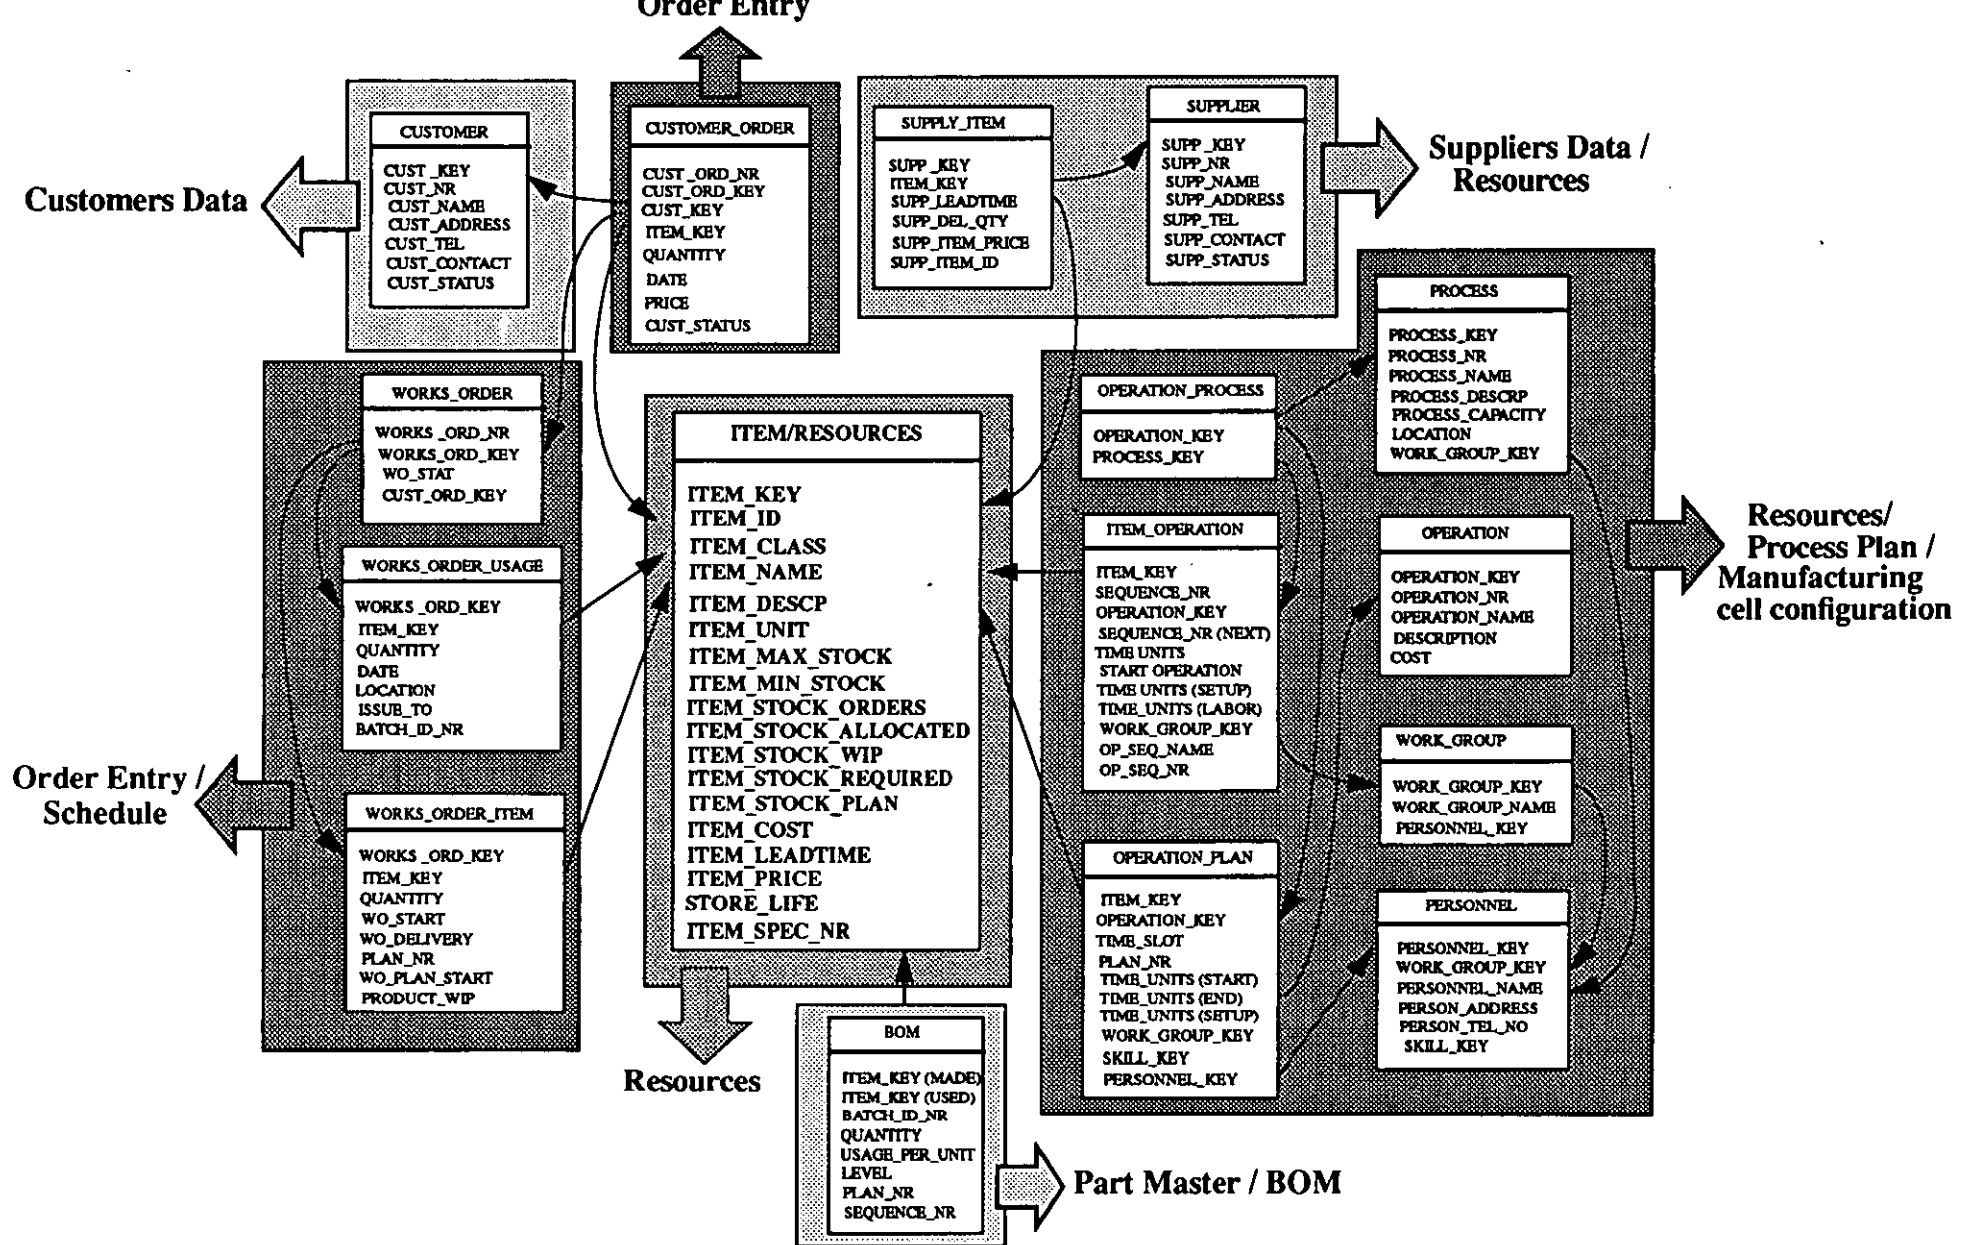 Order Entry
CUSTOMER
CUST_KEY
CUST_NR
CUST_NAME
CUST_ADDRESS
CUST_TEL
CUST_CONTACT
CUST_STATUS
Customers Data
CUSTOMER_ORDER
CUST_ORD_NR
CUST_ORD_KEY
CUST_KEY
ITEM_KEY
QUANTITY
DATE
PRICE
CUST_STATUS
SUPPLY_ITEM
SUPP_KEY
ITEM_KEY
SUPP_LEADTIME
SUPP_DEL_QTY
SUPP_ITEM_PRICE
SUPP_ITEM_ID
SUPPLIER
SUPP_KEY
SUPP_NR
SUPP_NAME
SUPP_ADDRESS
SUPP_TEL
SUPP_CONTACT
SUPP_STATUS
Suppliers Data /
Resources
WORKS_ORDER
WORKS_ORD_NR
WORKS_ORD_KEY
WO_STAT
CUST_ORD_KEY
WORKS_ORDER_USAGE
WORKS_ORD_KEY
ITEM_KEY
QUANTITY
DATE
LOCATION
ISSUE_TO
BATCH_ID_NR
Order Entry /
Schedule
WORKS_ORDER_ITEM
WORKS_ORD_KEY
ITEM_KEY
QUANTITY
WO_START
WO_DELIVERY
PLAN_NR
WO_PLAN_START
PRODUCT_WIP
ITEM/RESOURCES
ITEM_KEY
ITEM_ID
ITEM_CLASS
ITEM_NAME
ITEM_DESCP
ITEM_UNIT
ITEM_MAX_STOCK
ITEM_MIN_STOCK
ITEM_STOCK_ORDERS
ITEM_STOCK_ALLOCATED
ITEM_STOCK_WIP
ITEM_STOCK_REQUIRED
ITEM_STOCK_PLAN
ITEM_COST
ITEM_LEADTIME
ITEM_PRICE
STORE_LIFE
ITEM_SPEC_NR
Resources
BOM
ITEM_KEY (MADE)
ITEM_KEY (USED)
BATCH_ID_NR
QUANTITY
USAGE_PER_UNIT
LEVEL
PLAN_NR
SEQUENCE_NR
Part Master / BOM
OPERATION_PROCESS
OPERATION_KEY
PROCESS_KEY
ITEM_OPERATION
ITEM_KEY
SEQUENCE_NR
OPERATION_KEY
SEQUENCE_NR (NEXT)
TIME UNITS
START OPERATION
TIME UNITS (SETUP)
TIME_UNITS (LABOR)
WORK_GROUP_KEY
OP_SEQ_NAME
OP_SEQ_NR
OPERATION_PLAN
ITEM_KEY
OPERATION_KEY
TIME_SLOT
PLAN_NR
TIME_UNITS (START)
TIME_UNITS (END)
TIME_UNITS (SETUP)
WORK_GROUP_KEY
SKILL_KEY
PERSONNEL_KEY
PROCESS
PROCESS_KEY
PROCESS_NR
PROCESS_NAME
PROCESS_DESCRP
PROCESS_CAPACITY
LOCATION
WORK_GROUP_KEY
OPERATION
OPERATION_KEY
OPERATION_NR
OPERATION_NAME
DESCRIPTION
COST
WORK_GROUP
WORK_GROUP_KEY
WORK_GROUP_NAME
PERSONNEL_KEY
PERSONNEL
PERSONNEL_KEY
WORK_GROUP_KEY
PERSONNEL_NAME
PERSON_ADDRESS
PERSON_TEL_NO
SKILL_KEY
Resources/
Process Plan /
Manufacturing
cell configuration